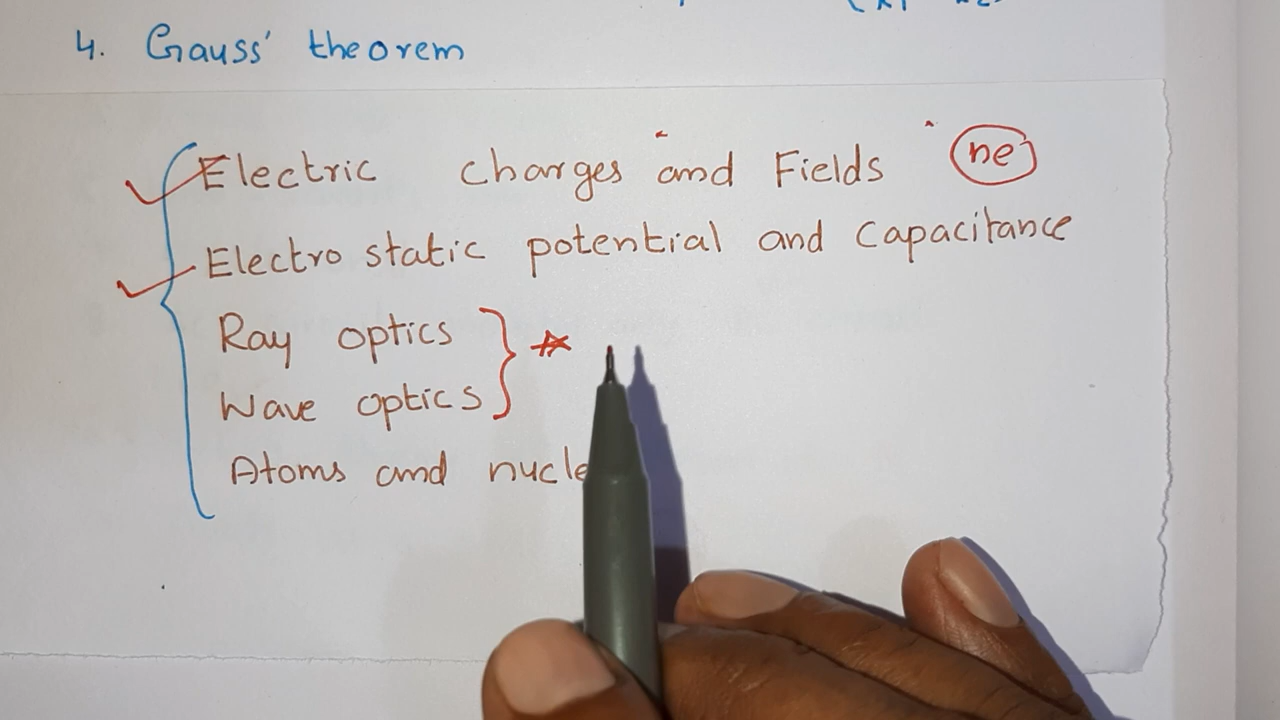 4. Gauss' theorem
Electric charges and Fields ne
Electro static potential and capacitance
Ray optics
Wave optics
Atoms and